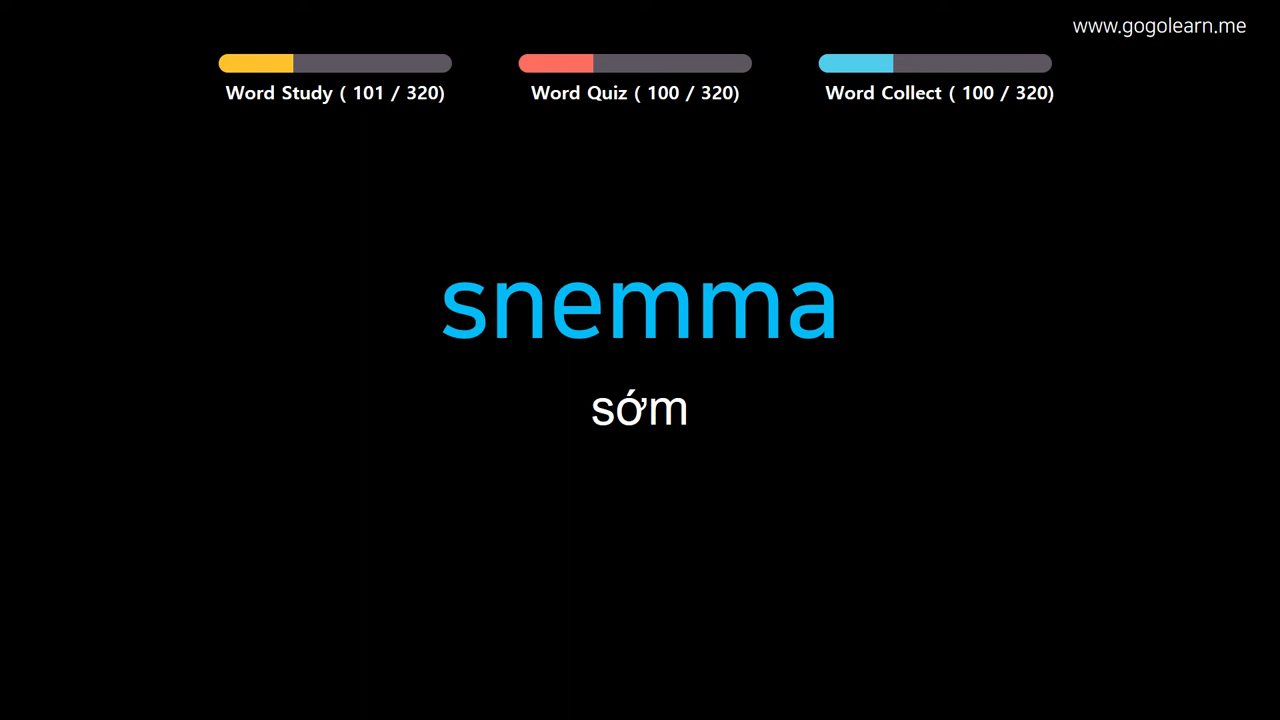 www.gogolearn.me
Word Study ( 101 / 320)
Word Quiz ( 100 / 320)
Word Collect ( 100 / 320)
snemma
sớm